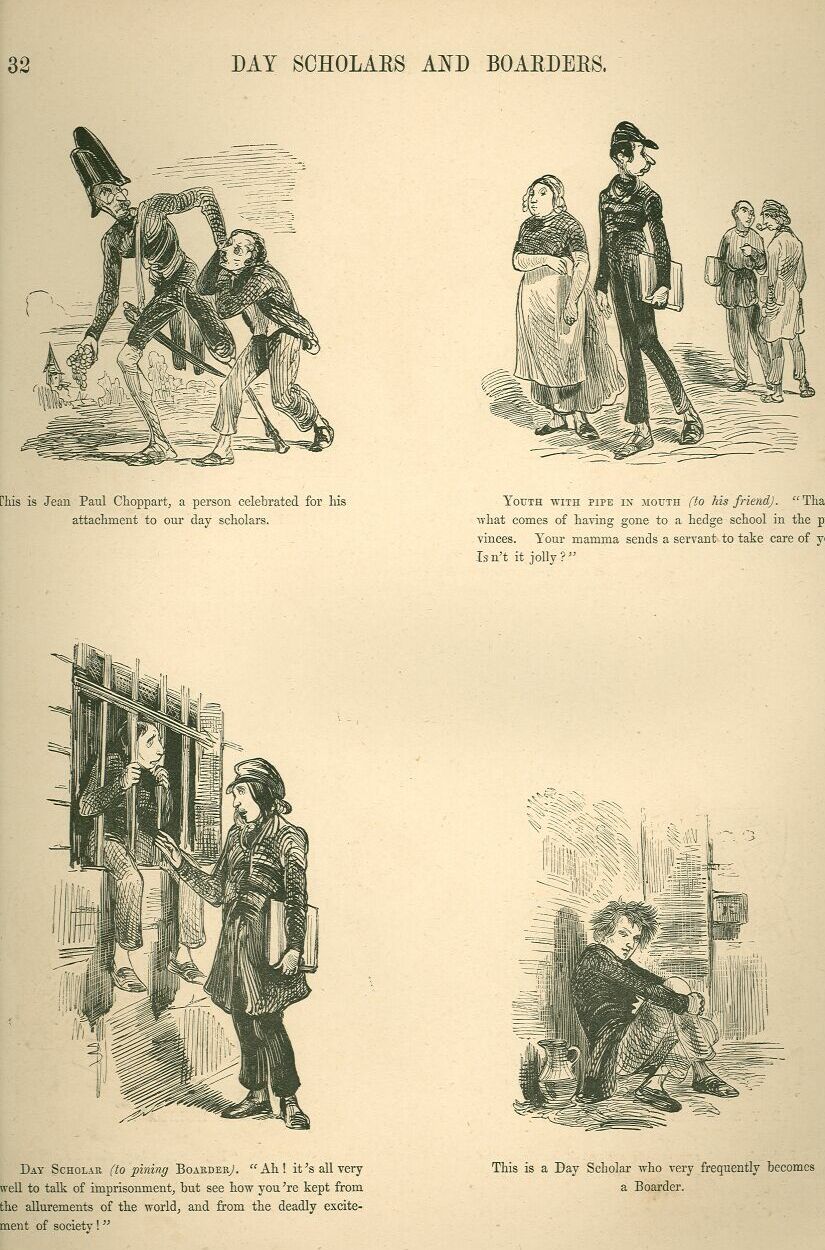 32
DAY SCHOLARS AND BOARDERS.
This is Jean Paul Choppart, a person celebrated for his
attachment to our day scholars.
YOUTH WITH PIPE IN MOUTH (to his friend). "Tha
what comes of having gone to a hedge school in the p
vinces. Your mamma sends a servant to take care of y
Isn't it jolly?"
DAY SCHOLAR (to pining BOARDER). "Ah! it's all very
well to talk of imprisonment, but see how you're kept from
the allurements of the world, and from the deadly excite-
ment of society!"
This is a Day Scholar who very frequently becomes
a Boarder.